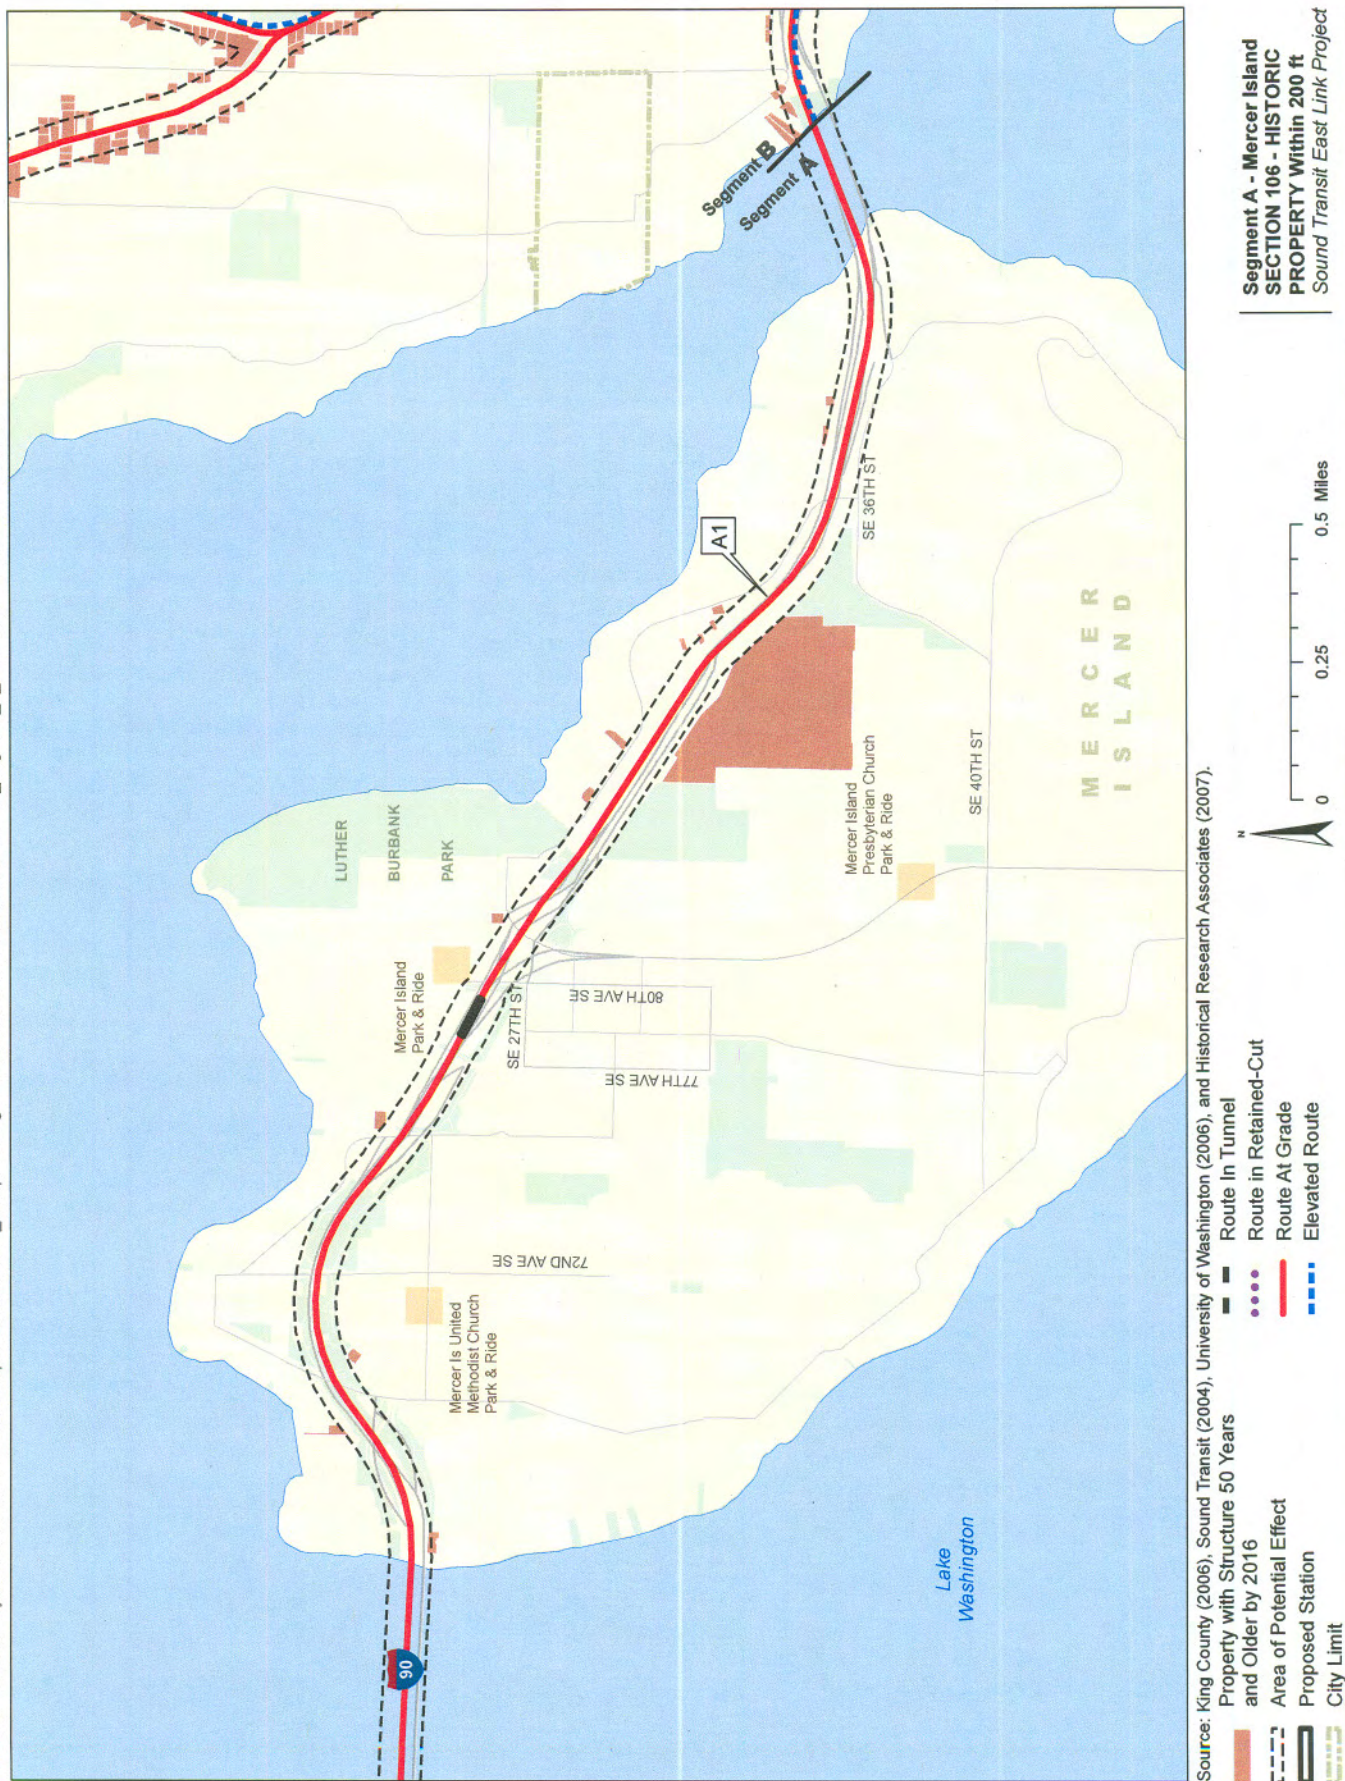 90
Lake
Washington
Mercer Is United
Methodist Church
Park & Ride
72ND AVE SE
Mercer Island
Park & Ride
SE 27TH ST
77TH AVE SE
80TH AVE SE
LUTHER
BURBANK
PARK
Mercer Island
Presbyterian Church
Park & Ride
SE 40TH ST
A1
SE 36TH ST
MERCER
ISLAND
Segment B
Segment A
Source: King County (2006), Sound Transit (2004), University of Washington (2006), and Historical Research Associates (2007).
Property with Structure 50 Years
and Older by 2016
Area of Potential Effect
Proposed Station
City Limit
Route In Tunnel
Route in Retained-Cut
Route At Grade
Elevated Route
N
0 0.25 0.5 Miles
Segment A - Mercer Island
SECTION 106 - HISTORIC
PROPERTY Within 200 ft
Sound Transit East Link Project